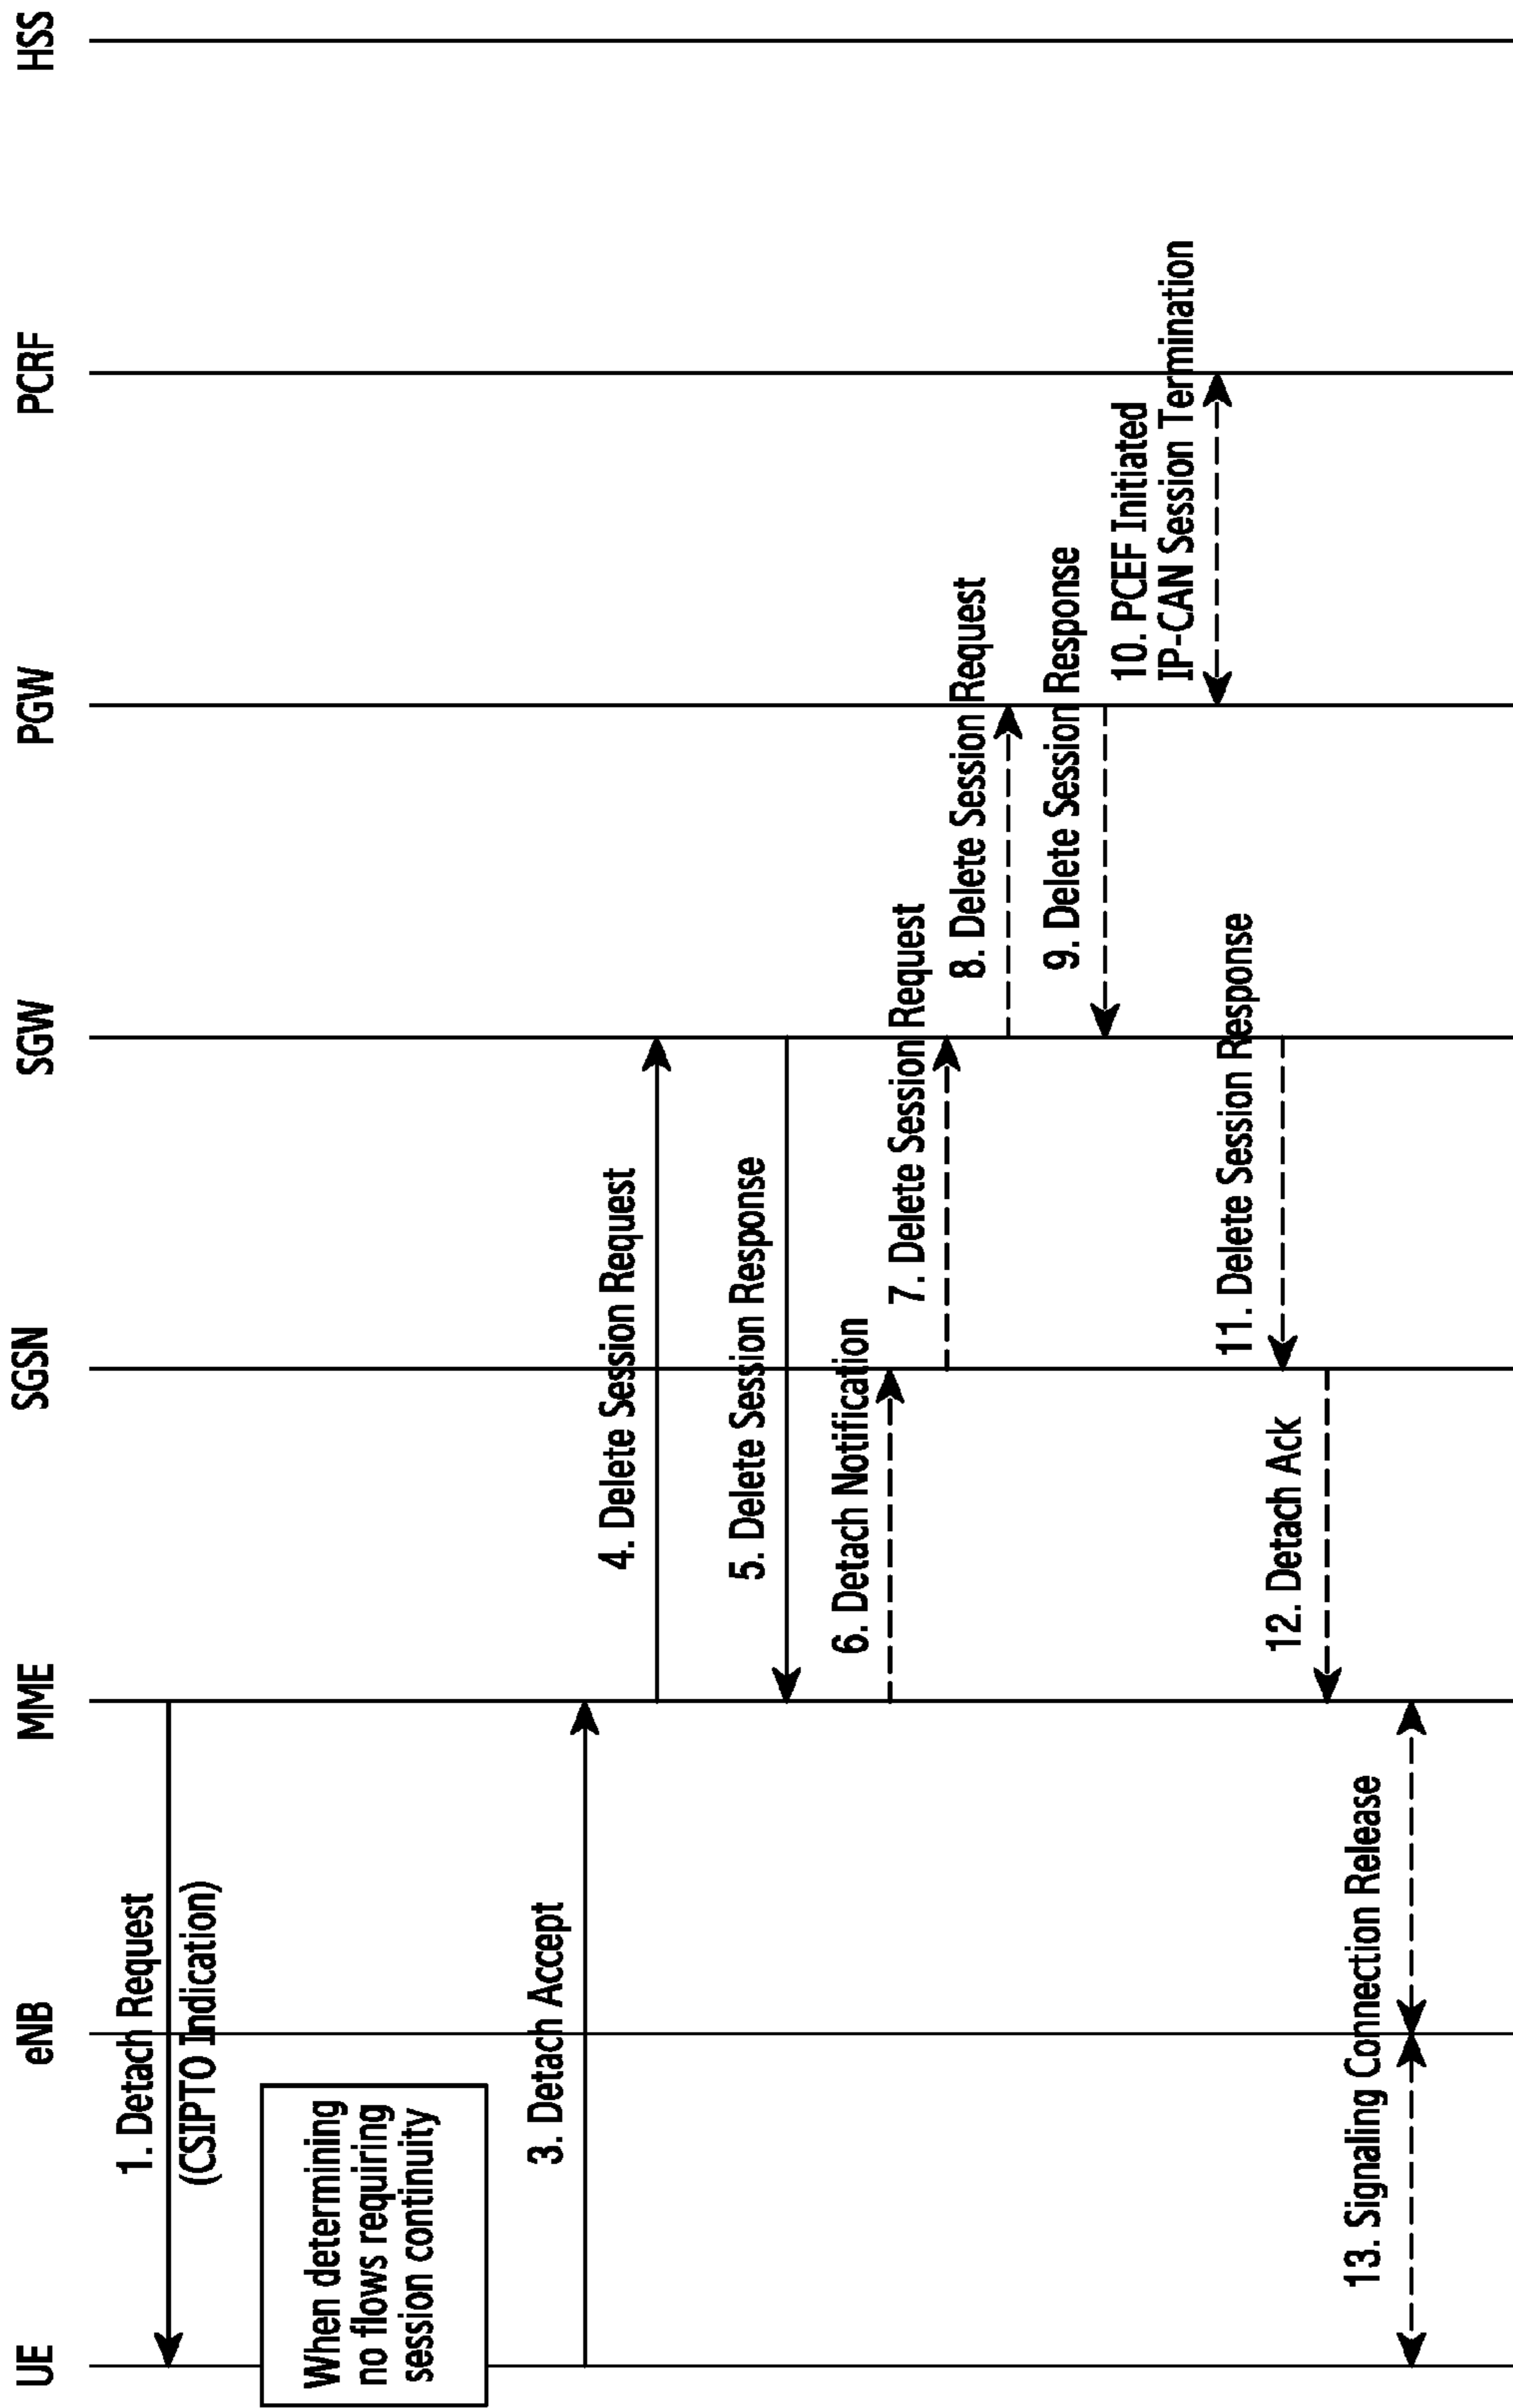 UE
eNB
MME
SGSN
SGW
PGW
PCRF
HSS
1. Detach Request
(CSIPTO Indication)
When determining
no flows requiring
session continuity
3. Detach Accept
4. Delete Session Request
5. Delete Session Response
6. Detach Notification
7. Delete Session Request
8. Delete Session Request
9. Delete Session Response
10. PCEF Initiated
IP-CAN Session Termination
11. Delete Session Response
12. Detach Ack
13. Signaling Connection Release